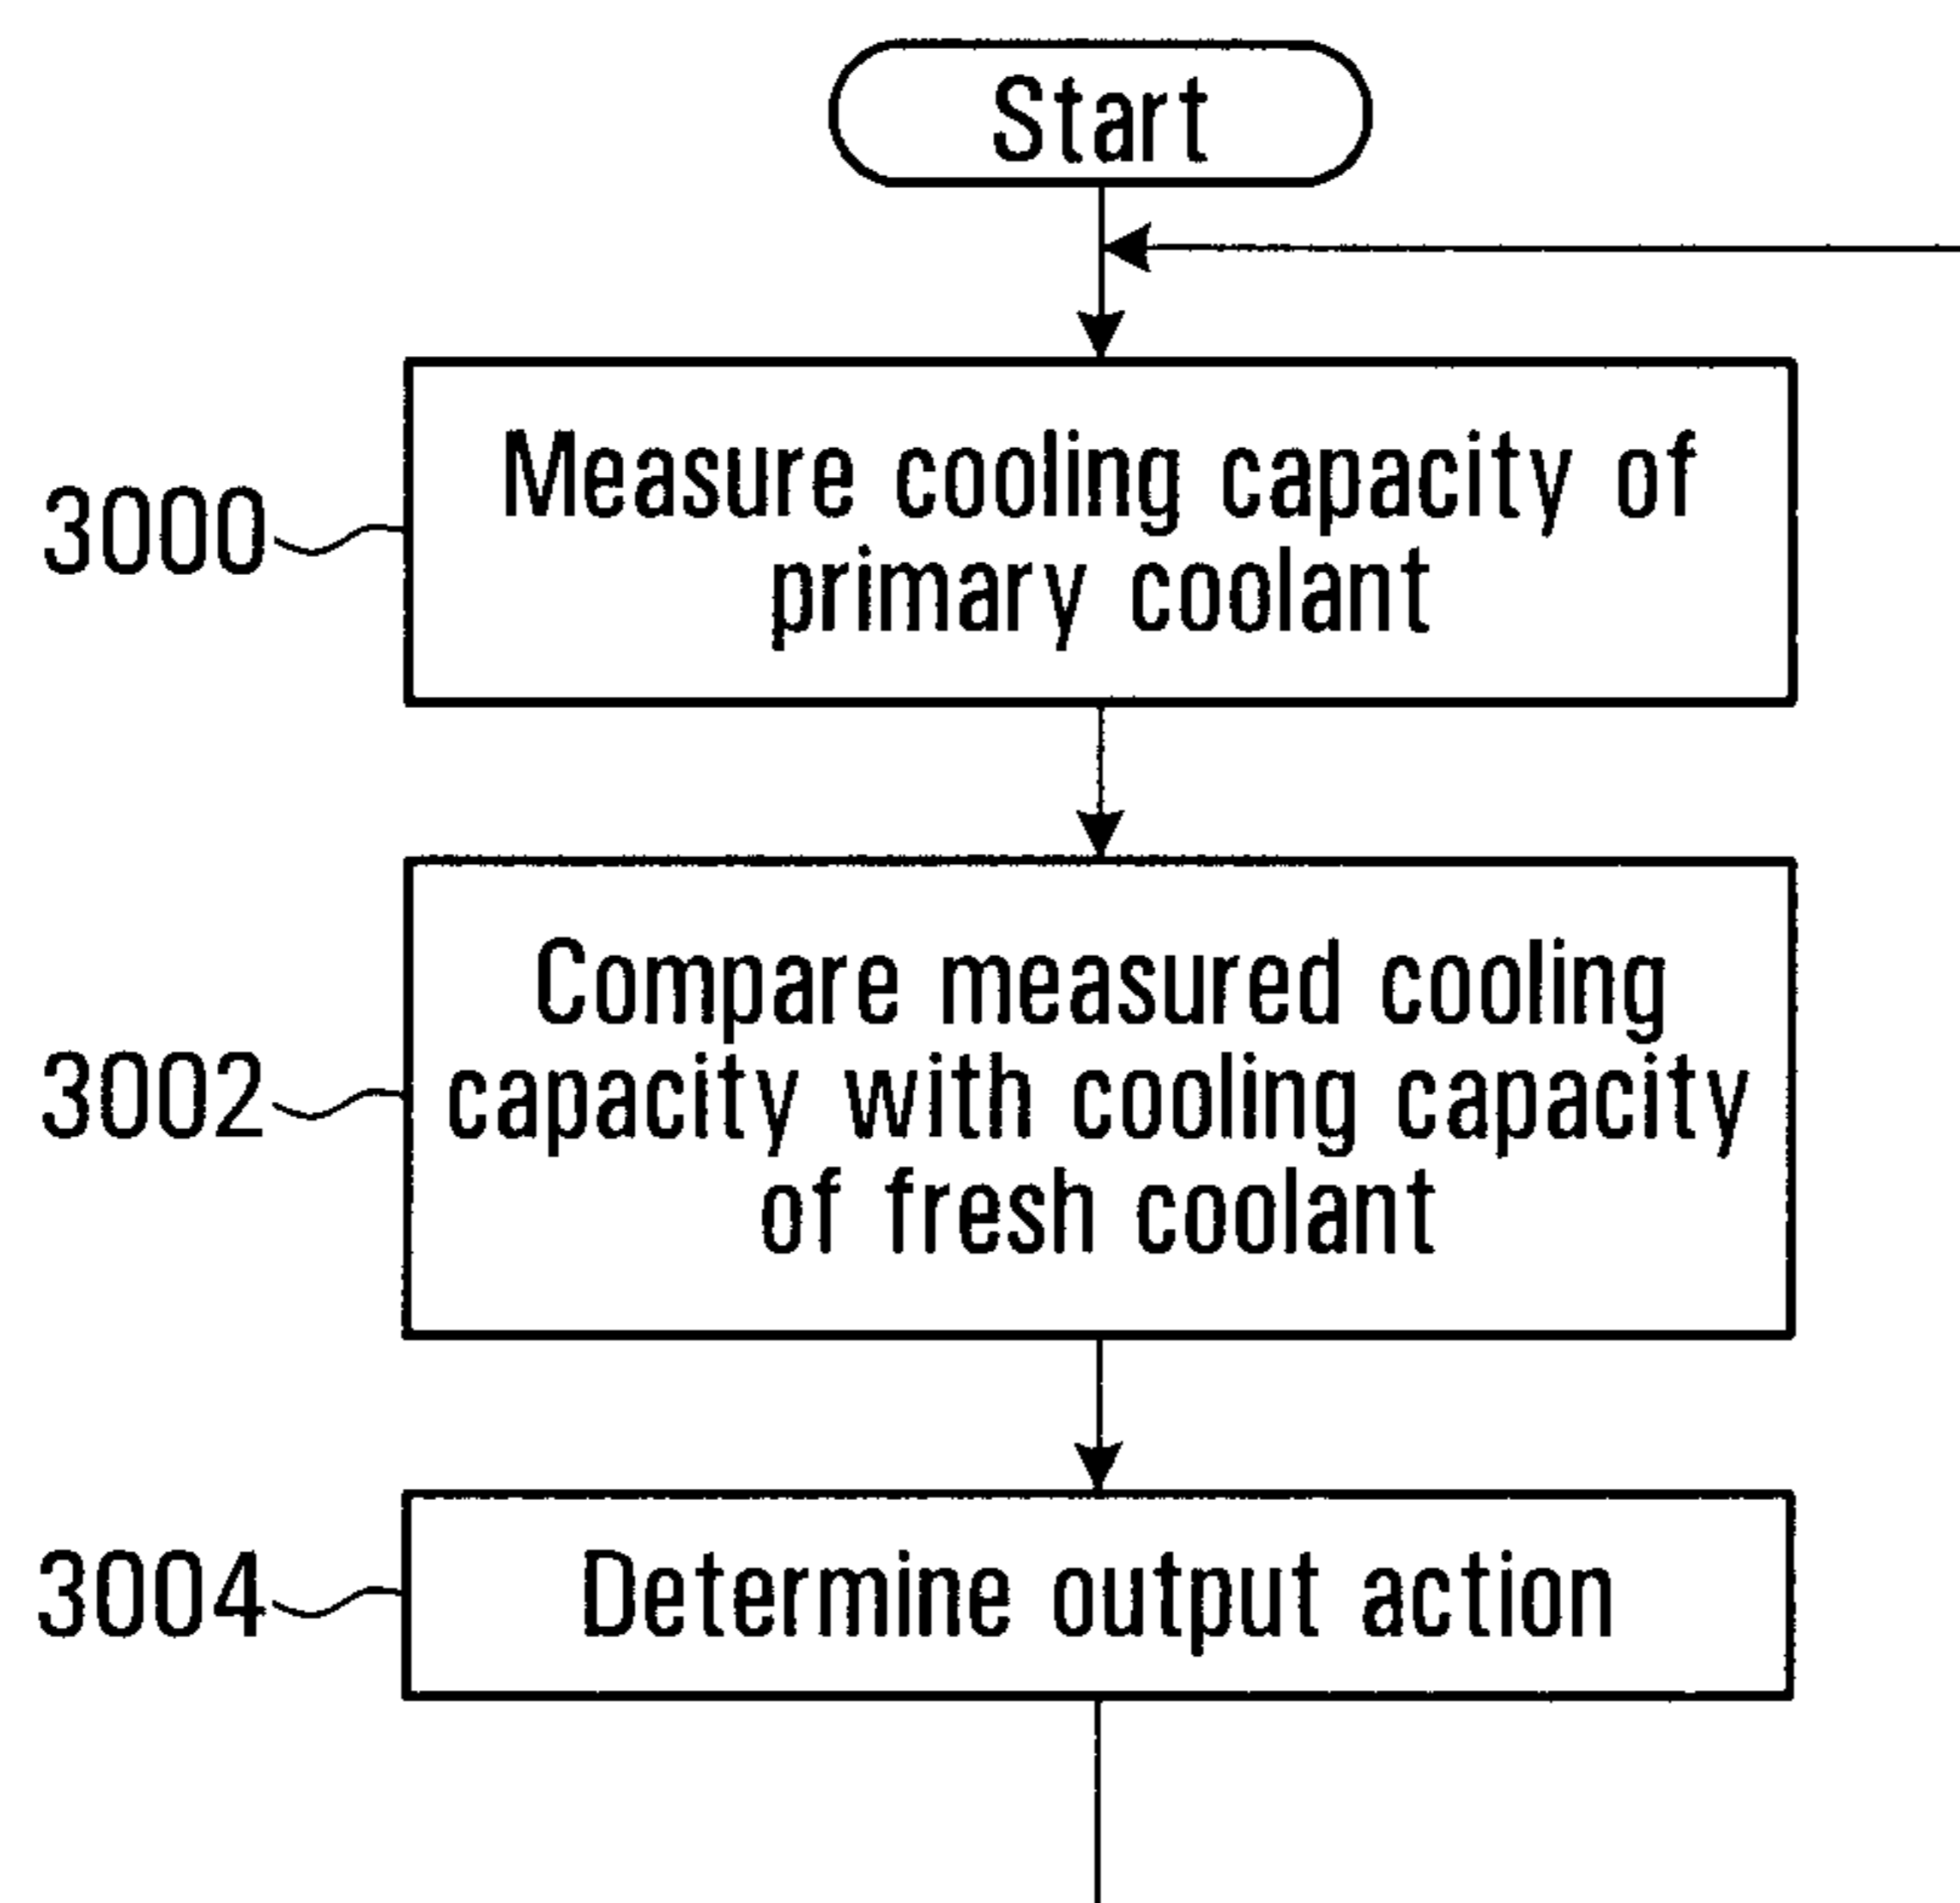 Start
3000
Measure cooling capacity of
primary coolant
3002
Compare measured cooling
capacity with cooling capacity
of fresh coolant
3004
Determine output action